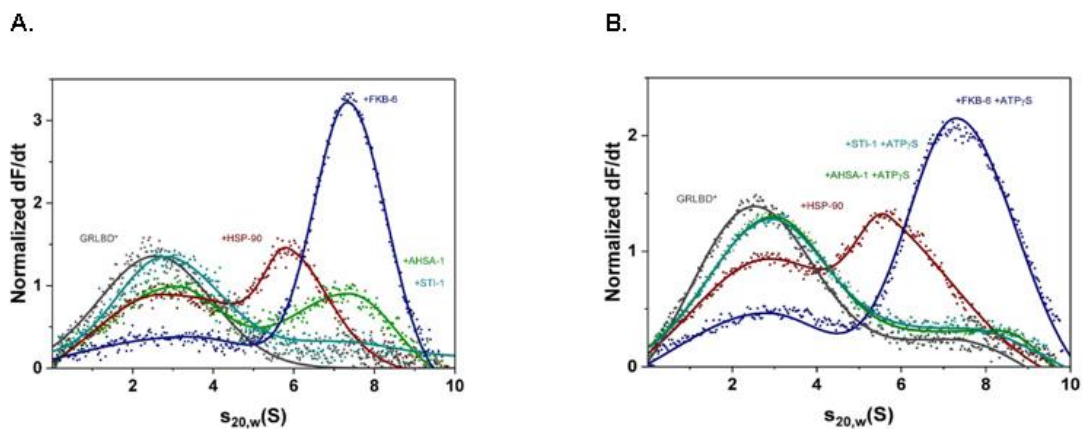 A.
B.
+FKB-6
GRLBD*
+HSP-90
+AHSA-1
+STI-1
Normalized dF/dt
0
1
2
3
2
4
6
8
10
s20,w(S)
+FKB-6 +ATPγS
+STI-1 +ATPγS
+AHSA-1 +ATPγS
GRLBD*
+HSP-90
Normalized dF/dt
0
1
2
2
4
6
8
10
s20,w(S)